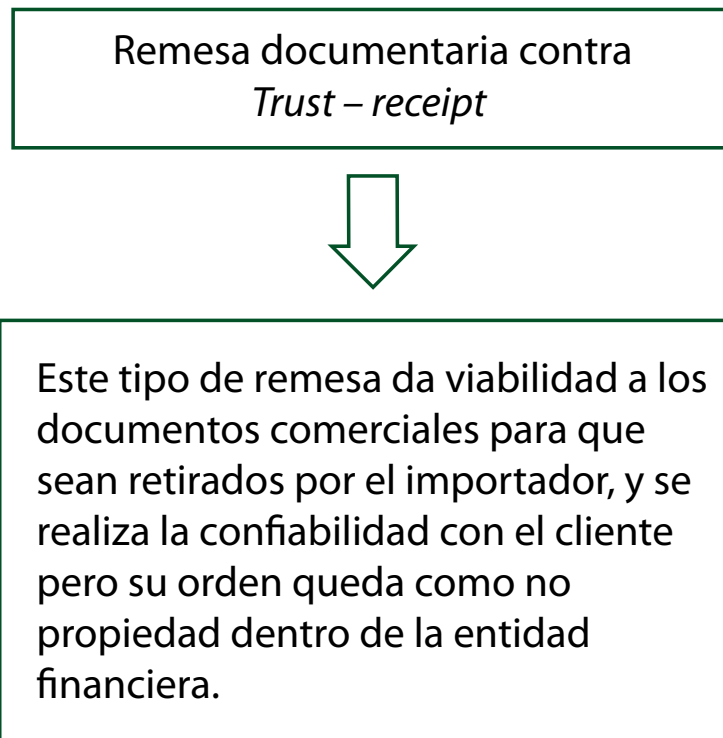 Remesa documentaria contra
Trust – receipt
Este tipo de remesa da viabilidad a los
documentos comerciales para que
sean retirados por el importador, y se
realiza la confiabilidad con el cliente
pero su orden queda como no
propiedad dentro de la entidad
financiera.